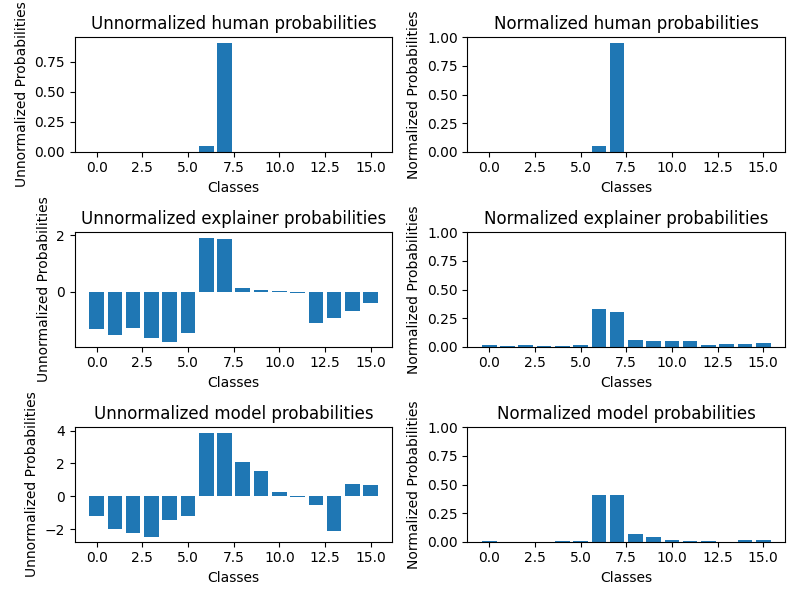 Unnormalized human probabilities
Unnormalized Probabilities
0.75
0.50
0.25
0.00
0.0 2.5 5.0 7.5 10.0 12.5 15.0
Classes
Normalized human probabilities
Normalized Probabilities
1.00
0.75
0.50
0.25
0.00
0.0 2.5 5.0 7.5 10.0 12.5 15.0
Classes
Unnormalized explainer probabilities
Unnormalized Probabilities
2
0
0.0 2.5 5.0 7.5 10.0 12.5 15.0
Classes
Normalized explainer probabilities
Normalized Probabilities
1.00
0.75
0.50
0.25
0.00
0.0 2.5 5.0 7.5 10.0 12.5 15.0
Classes
Unnormalized model probabilities
Unnormalized Probabilities
4
2
0
−2
0.0 2.5 5.0 7.5 10.0 12.5 15.0
Classes
Normalized model probabilities
Normalized Probabilities
1.00
0.75
0.50
0.25
0.00
0.0 2.5 5.0 7.5 10.0 12.5 15.0
Classes